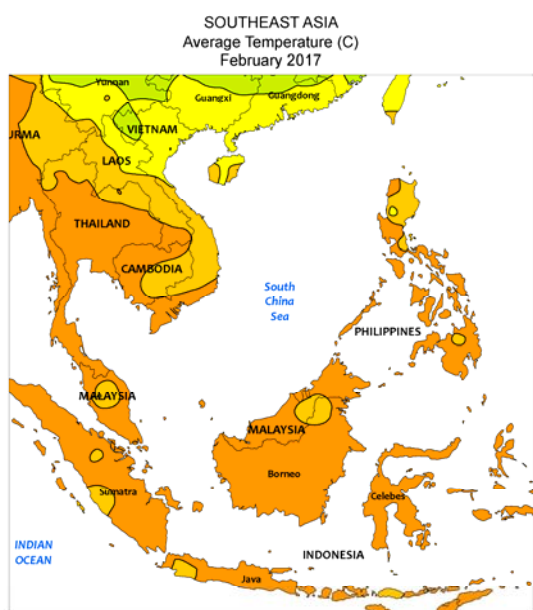 SOUTHEAST ASIA
Average Temperature (C)
February 2017
Yunnan
Guangxi
Guangdong
URMA
VIETNAM
LAOS
THAILAND
CAMBODIA
South
China
Sea
PHILIPPINES
MALAYSIA
MALAYSIA
Borneo
Sumatra
Celebes
INDIAN
OCEAN
INDONESIA
Java